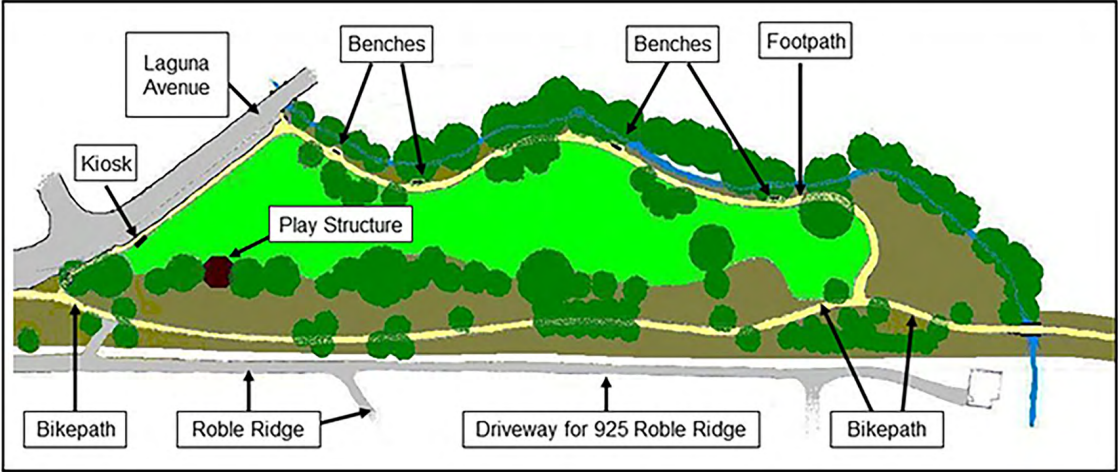 Laguna
Avenue
Benches
Benches
Footpath
Kiosk
Play Structure
Bikepath
Roble Ridge
Driveway for 925 Roble Ridge
Bikepath